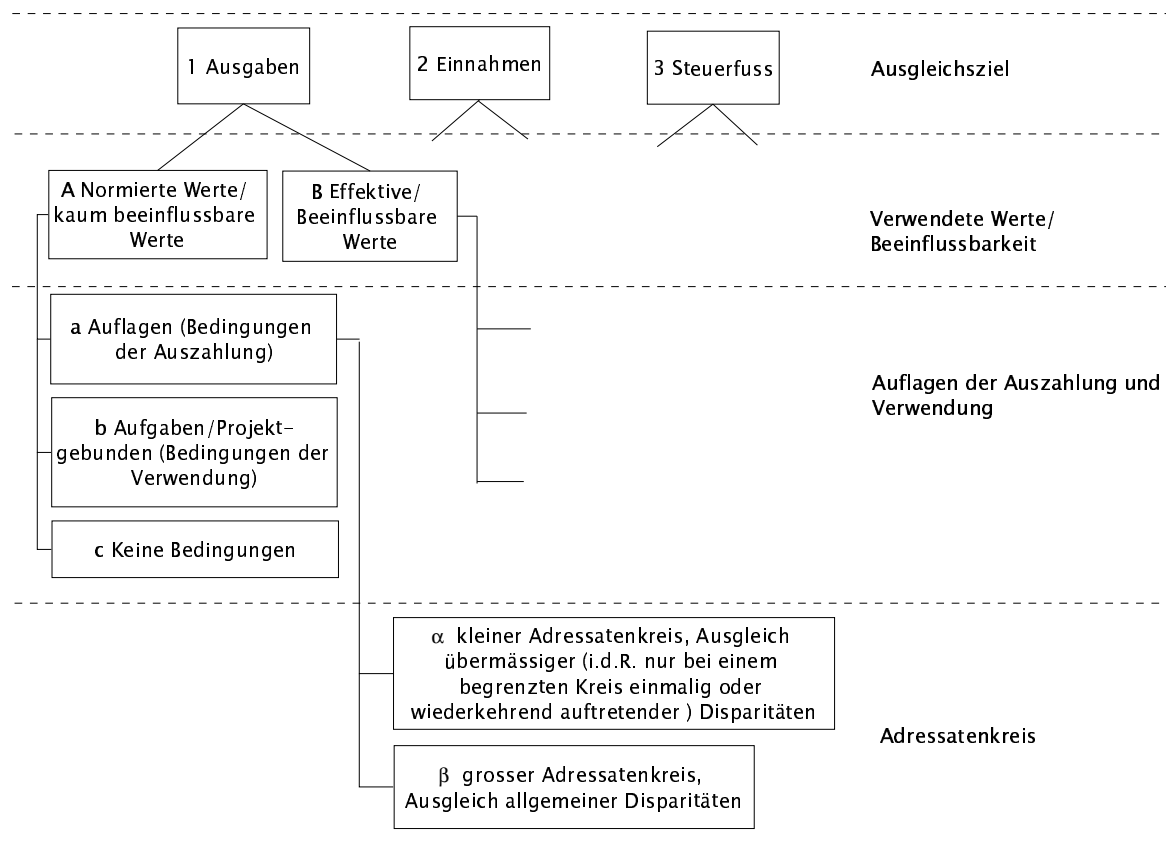 1 Ausgaben
2 Einnahmen
3 Steuerfuss
Ausgleichsziel
A Normierte Werte/
kaum beeinflussbare
Werte
B Effektive/
Beeinflussbare
Werte
Verwendete Werte/
Beeinflussbarkeit
a Auflagen (Bedingungen
der Auszahlung)
b Aufgaben/Projekt-
gebunden (Bedingungen der
Verwendung)
c Keine Bedingungen
Auflagen der Auszahlung und
Verwendung
α kleiner Adressatenkreis, Ausgleich
übermässiger (i.d.R. nur bei einem
begrenzten Kreis einmalig oder
wiederkehrend auftretender ) Disparitäten
β grosser Adressatenkreis,
Ausgleich allgemeiner Disparitäten
Adressatenkreis